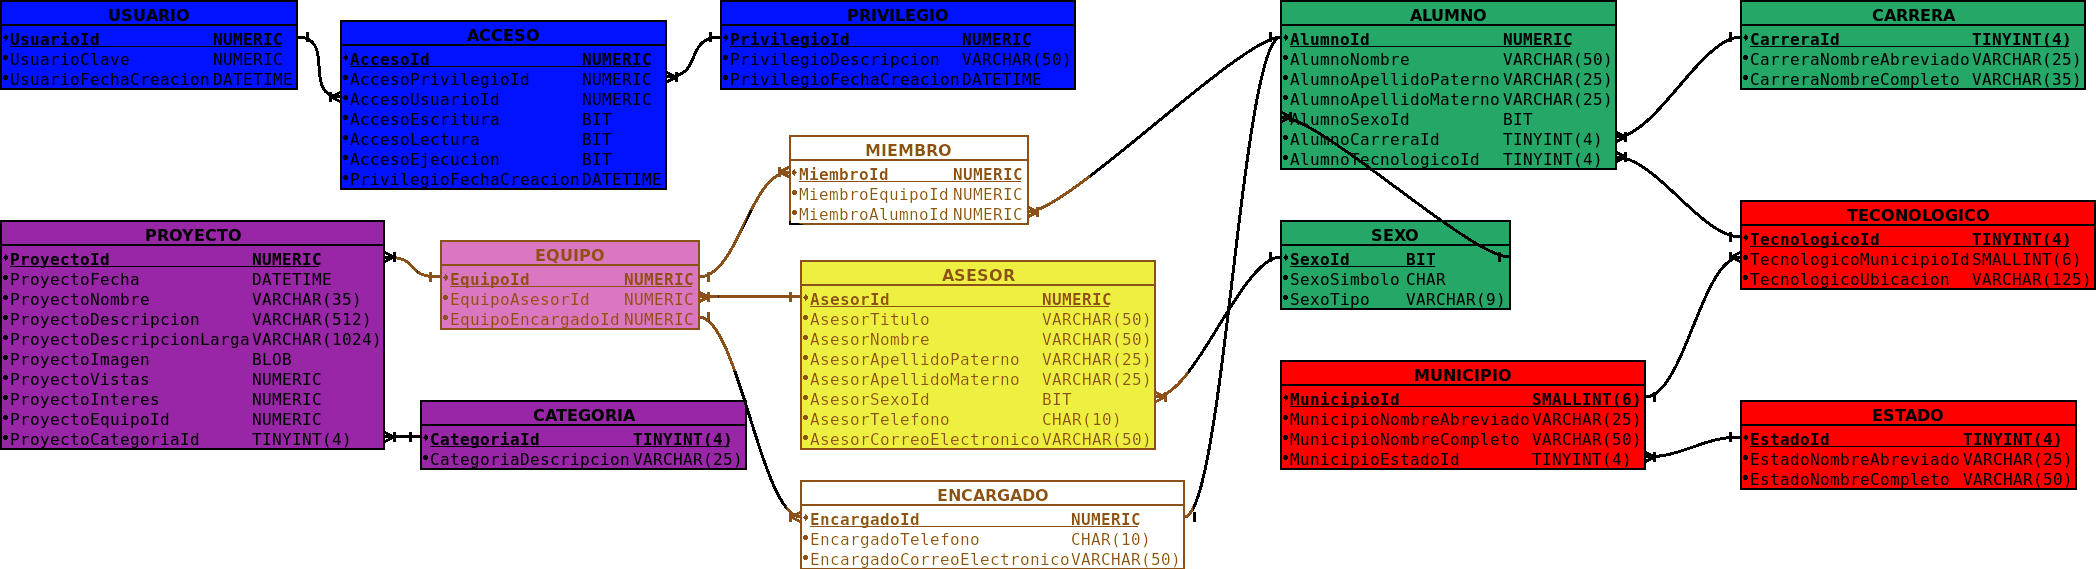 USUARIO
UsuarioId NUMERIC
UsuarioClave NUMERIC
UsuarioFechaCreacion DATETIME
ACCESO
AccesoId NUMERIC
AccesoPrivilegioId NUMERIC
AccesoUsuarioId NUMERIC
AccesoEscritura BIT
AccesoLectura BIT
AccesoEjecucion BIT
PrivilegioFechaCreacion DATETIME
PRIVILEGIO
PrivilegioId NUMERIC
PrivilegioDescripcion VARCHAR(50)
PrivilegioFechaCreacion DATETIME
ALUMNO
AlumnoId NUMERIC
AlumnoNombre VARCHAR(50)
AlumnoApellidoPaterno VARCHAR(25)
AlumnoApellidoMaterno VARCHAR(25)
AlumnoSexoId BIT
AlumnoCarreraId TINYINT(4)
AlumnoTecnologicoId TINYINT(4)
CARRERA
CarreraId TINYINT(4)
CarreraNombreAbreviado VARCHAR(25)
CarreraNombreCompleto VARCHAR(35)
MIEMBRO
MiembroId NUMERIC
MiembroEquipoId NUMERIC
MiembroAlumnoId NUMERIC
PROYECTO
ProyectoId NUMERIC
ProyectoFecha DATETIME
ProyectoNombre VARCHAR(35)
ProyectoDescripcion VARCHAR(512)
ProyectoDescripcionLarga VARCHAR(1024)
ProyectoImagen BLOB
ProyectoVistas NUMERIC
ProyectoInteres NUMERIC
ProyectoEquipoId NUMERIC
ProyectoCategoriaId TINYINT(4)
EQUIPO
EquipoId NUMERIC
EquipoAsesorId NUMERIC
EquipoEncargadoId NUMERIC
ASESOR
AsesorId NUMERIC
AsesorTitulo VARCHAR(50)
AsesorNombre VARCHAR(50)
AsesorApellidoPaterno VARCHAR(25)
AsesorApellidoMaterno VARCHAR(25)
AsesorSexoId BIT
AsesorTelefono CHAR(10)
AsesorCorreoElectronico VARCHAR(50)
SEXO
SexoId BIT
SexoSimbolo CHAR
SexoTipo VARCHAR(9)
TECONOLOGICO
TecnologicoId TINYINT(4)
TecnologicoMunicipioId SMALLINT(6)
TecnologicoUbicacion VARCHAR(125)
CATEGORIA
CategoriaId TINYINT(4)
CategoriaDescripcion VARCHAR(25)
MUNICIPIO
MunicipioId SMALLINT(6)
MunicipioNombreAbreviado VARCHAR(25)
MunicipioNombreCompleto VARCHAR(50)
MunicipioEstadoId TINYINT(4)
ESTADO
EstadoId TINYINT(4)
EstadoNombreAbreviado VARCHAR(25)
EstadoNombreCompleto VARCHAR(50)
ENCARGADO
EncargadoId NUMERIC
EncargadoTelefono CHAR(10)
EncargadoCorreoElectronico VARCHAR(50)